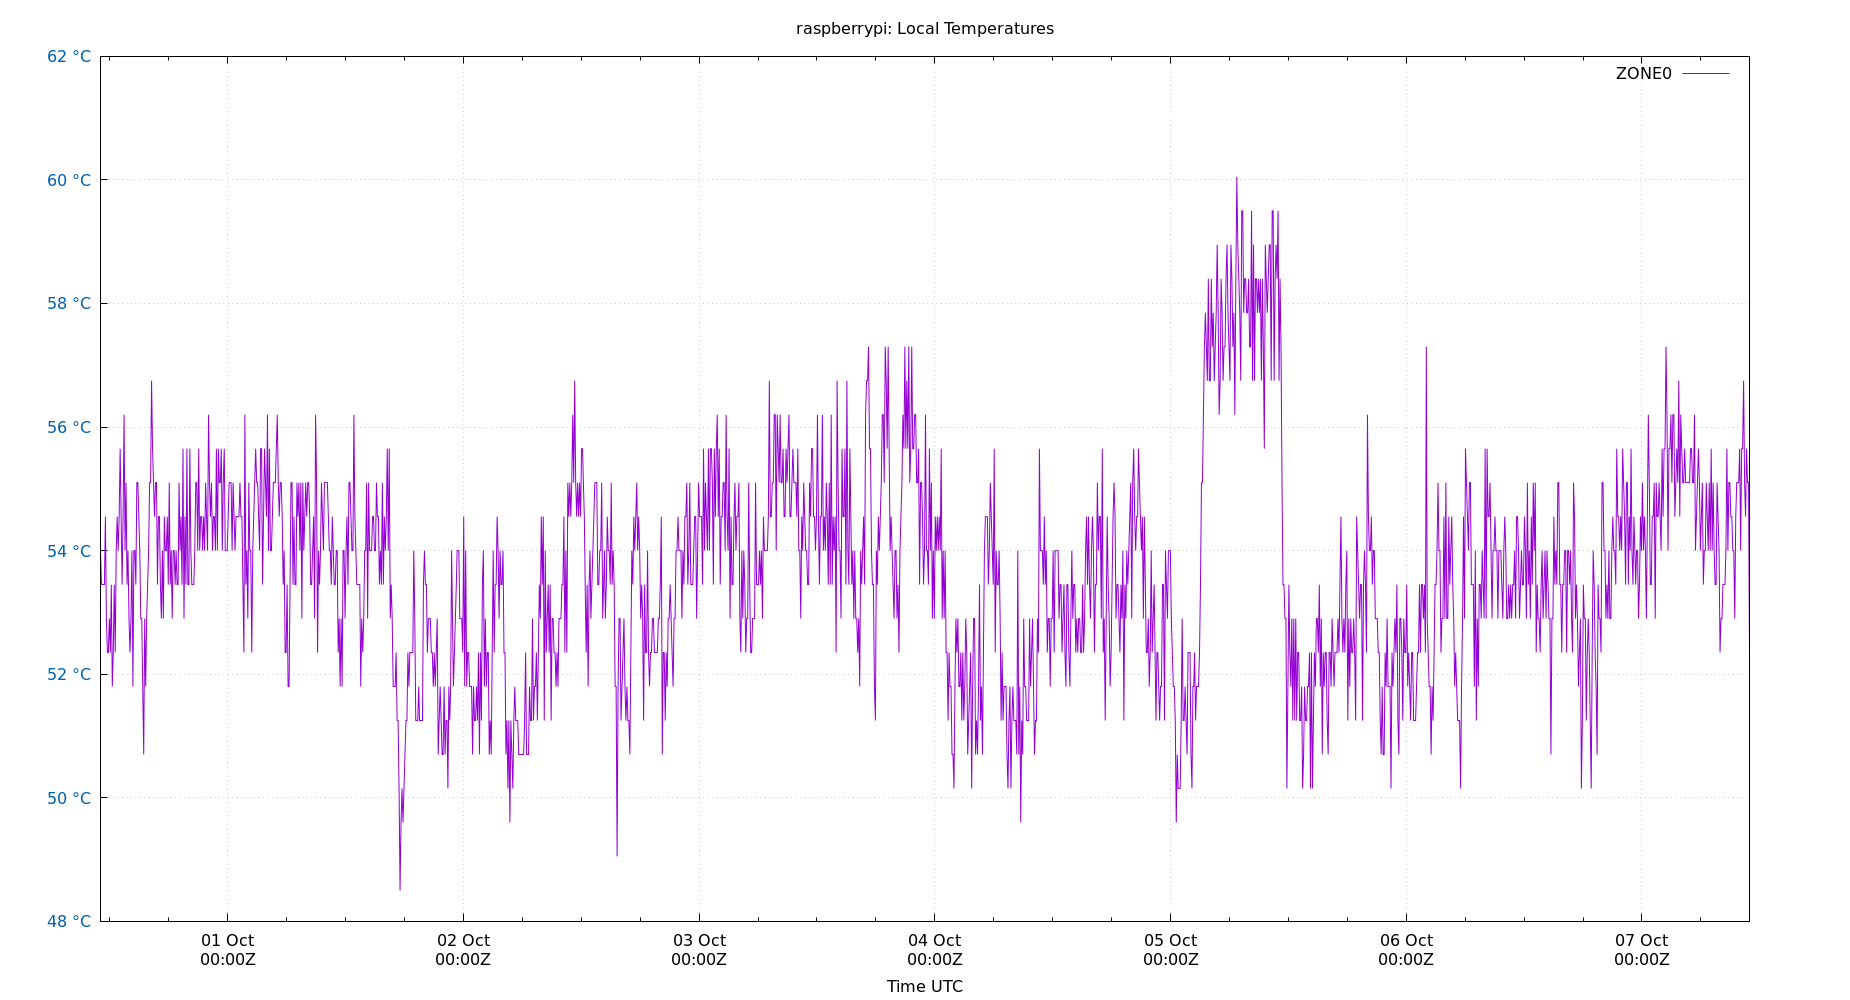 raspberrypi: Local Temperatures
62 °C
ZONE0
60 °C
58 °C
56 °C
54 °C
52 °C
50 °C
48 °C
01 Oct 02 Oct 03 Oct 04 Oct 05 Oct 06 Oct 07 Oct
00:00Z 00:00Z 00:00Z 00:00Z 00:00Z 00:00Z 00:00Z
Time UTC